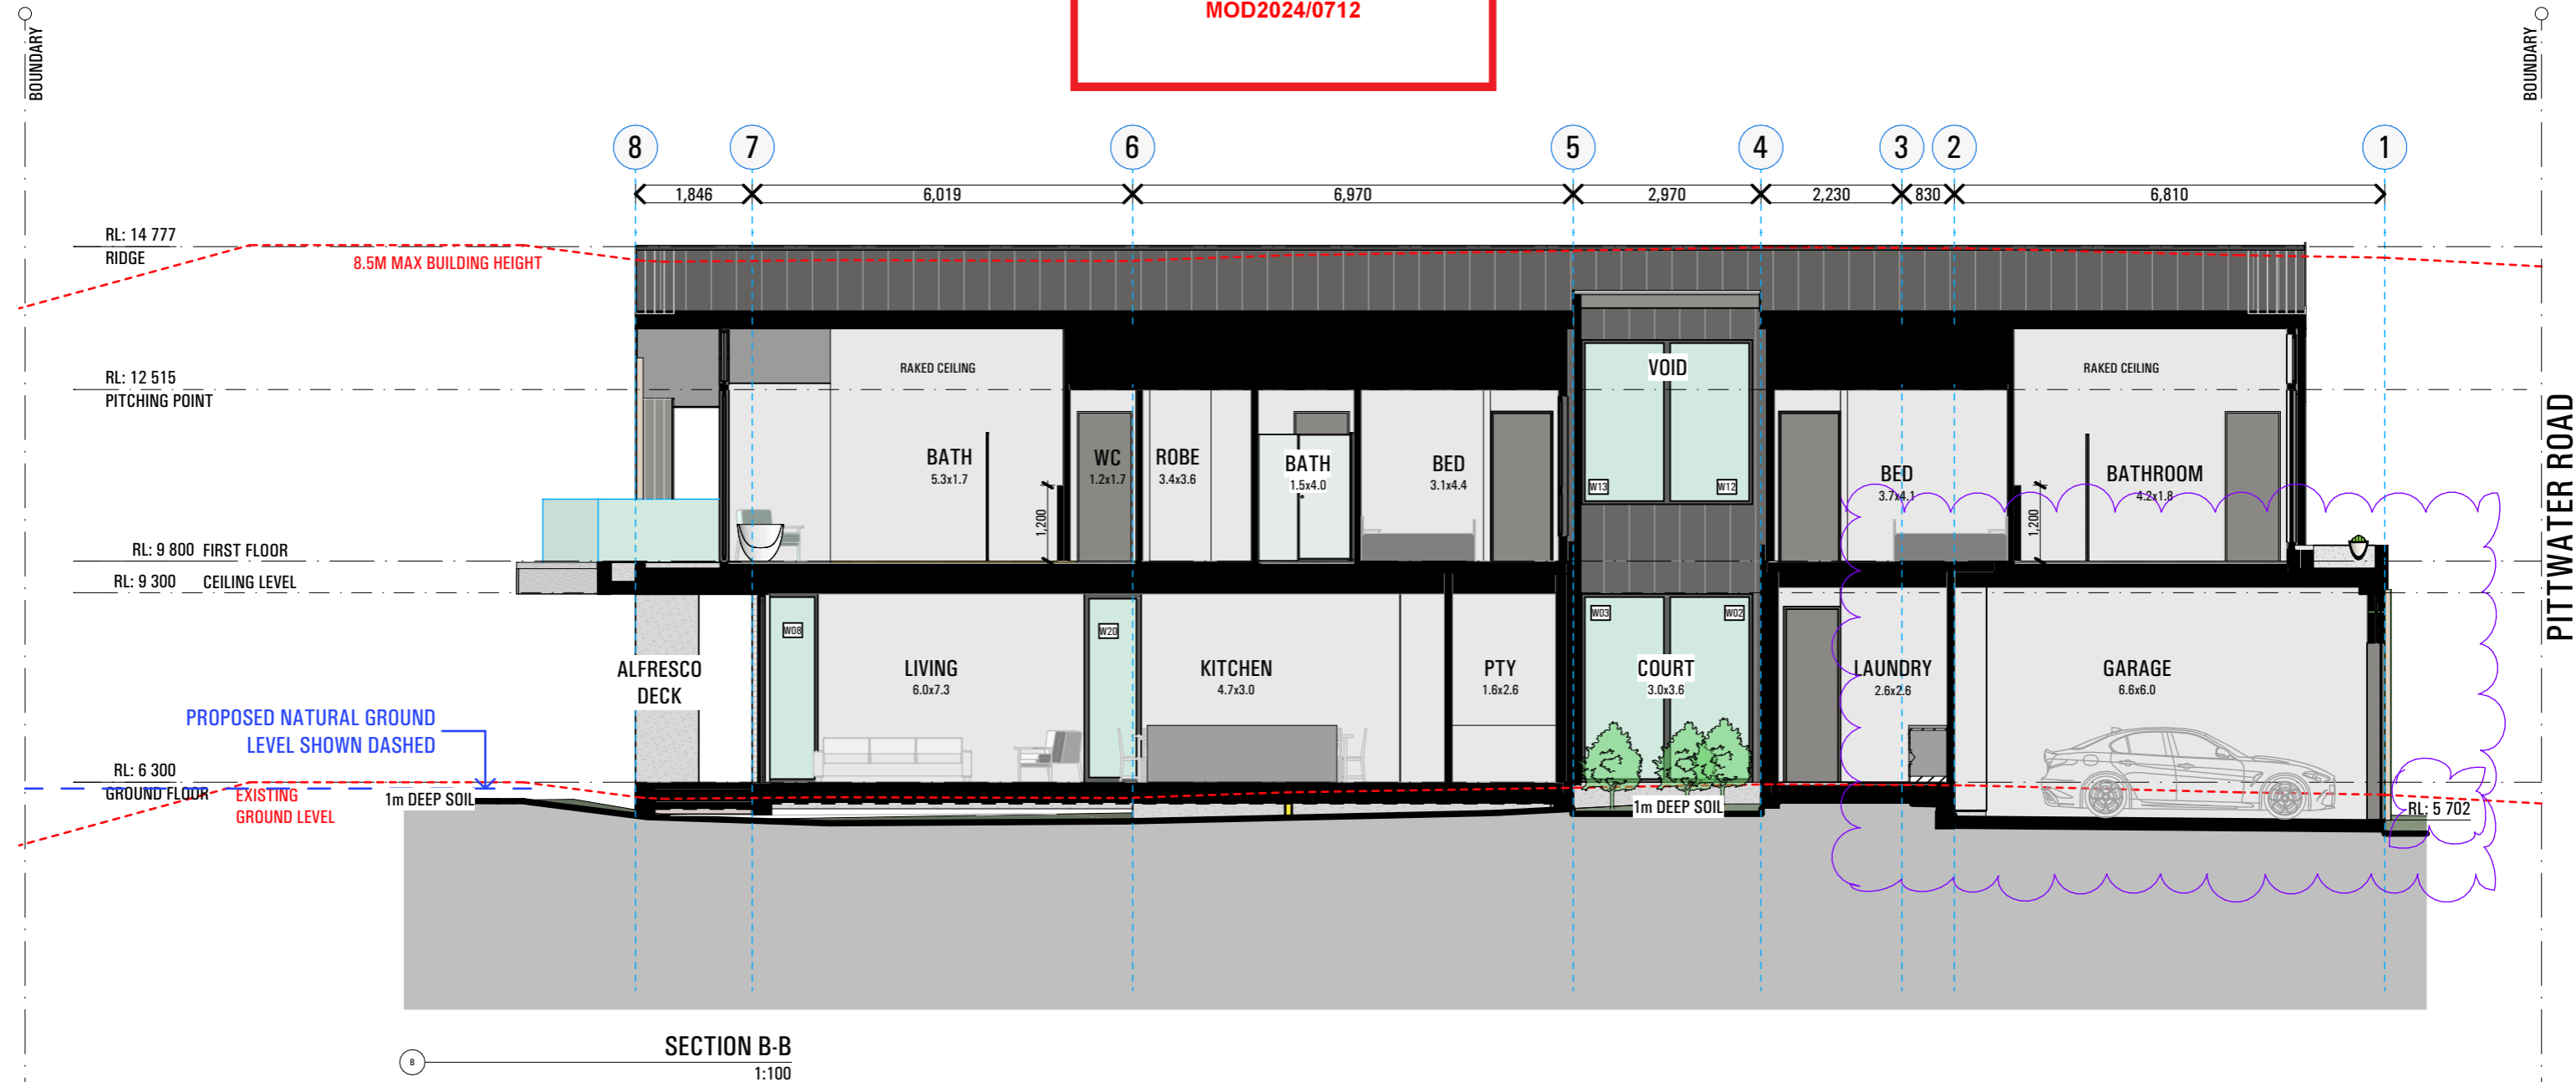 MOD2024/0712
BOUNDARY
BOUNDARY
8
7
6
5
4
3
2
1
1,846
6,019
6,970
2,970
2,230
830
6,810
RL: 14 777
RIDGE
8.5M MAX BUILDING HEIGHT
RL: 12 515
PITCHING POINT
RAKED CEILING
VOID
RAKED CEILING
BATH
5.3x1.7
WC
1.2x1.7
ROBE
3.4x3.6
BATH
1.5x4.0
BED
3.1x4.4
W13
W12
BED
3.7x4.1
BATHROOM
4.2x1.8
1,200
1,200
PITTWATER ROAD
RL: 9 800 FIRST FLOOR
RL: 9 300 CEILING LEVEL
W08
W20
W03
W02
ALFRESCO
DECK
LIVING
6.0x7.3
KITCHEN
4.7x3.0
PTY
1.6x2.6
COURT
3.0x3.6
LAUNDRY
2.6x2.6
GARAGE
6.6x6.0
PROPOSED NATURAL GROUND
LEVEL SHOWN DASHED
RL: 6 300
GROUND FLOOR
EXISTING
GROUND LEVEL
1m DEEP SOIL
1m DEEP SOIL
RL: 5 702
SECTION B-B
B
1:100